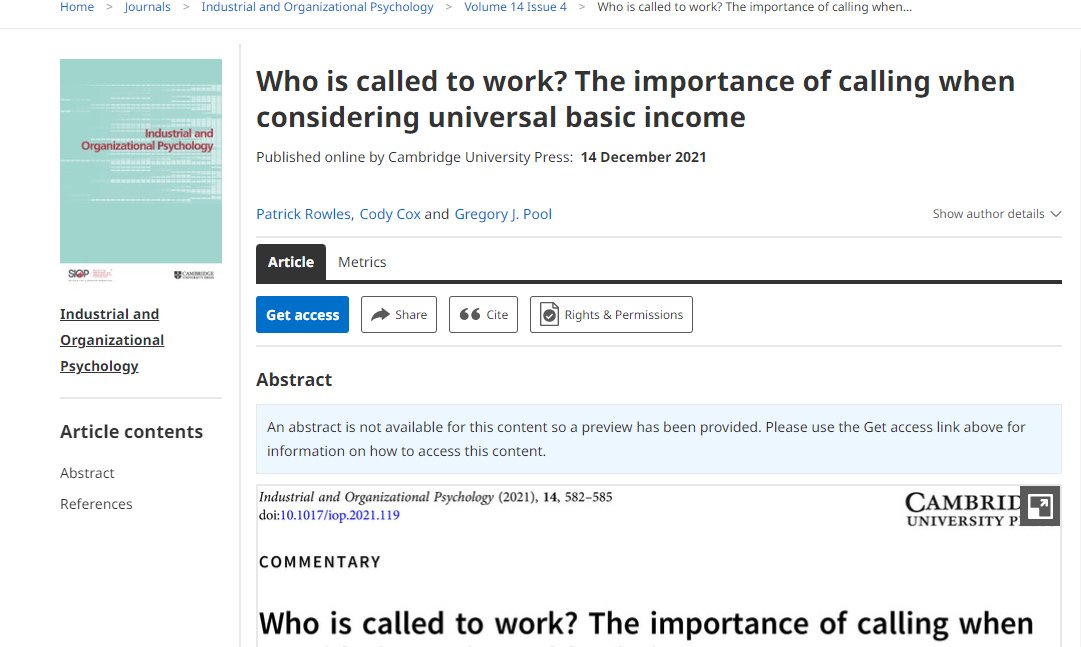 Home > Journals > Industrial and Organizational Psychology > Volume 14 Issue 4 > Who is called to work? The importance of calling when...
Industrial and
Organizational Psychology
SIOP
CAMBRIDGE
UNIVERSITY PRESS
Industrial and
Organizational
Psychology
Article contents
Abstract
References
Who is called to work? The importance of calling when
considering universal basic income
Published online by Cambridge University Press: 14 December 2021
Patrick Rowles, Cody Cox and Gregory J. Pool
Show author details
Article Metrics
Get access Share Cite Rights & Permissions
Abstract
An abstract is not available for this content so a preview has been provided. Please use the Get access link above for
information on how to access this content.
Industrial and Organizational Psychology (2021), 14, 582–585
doi:10.1017/iop.2021.119
CAMBRID
UNIVERSITY P
COMMENTARY
Who is called to work? The importance of calling when